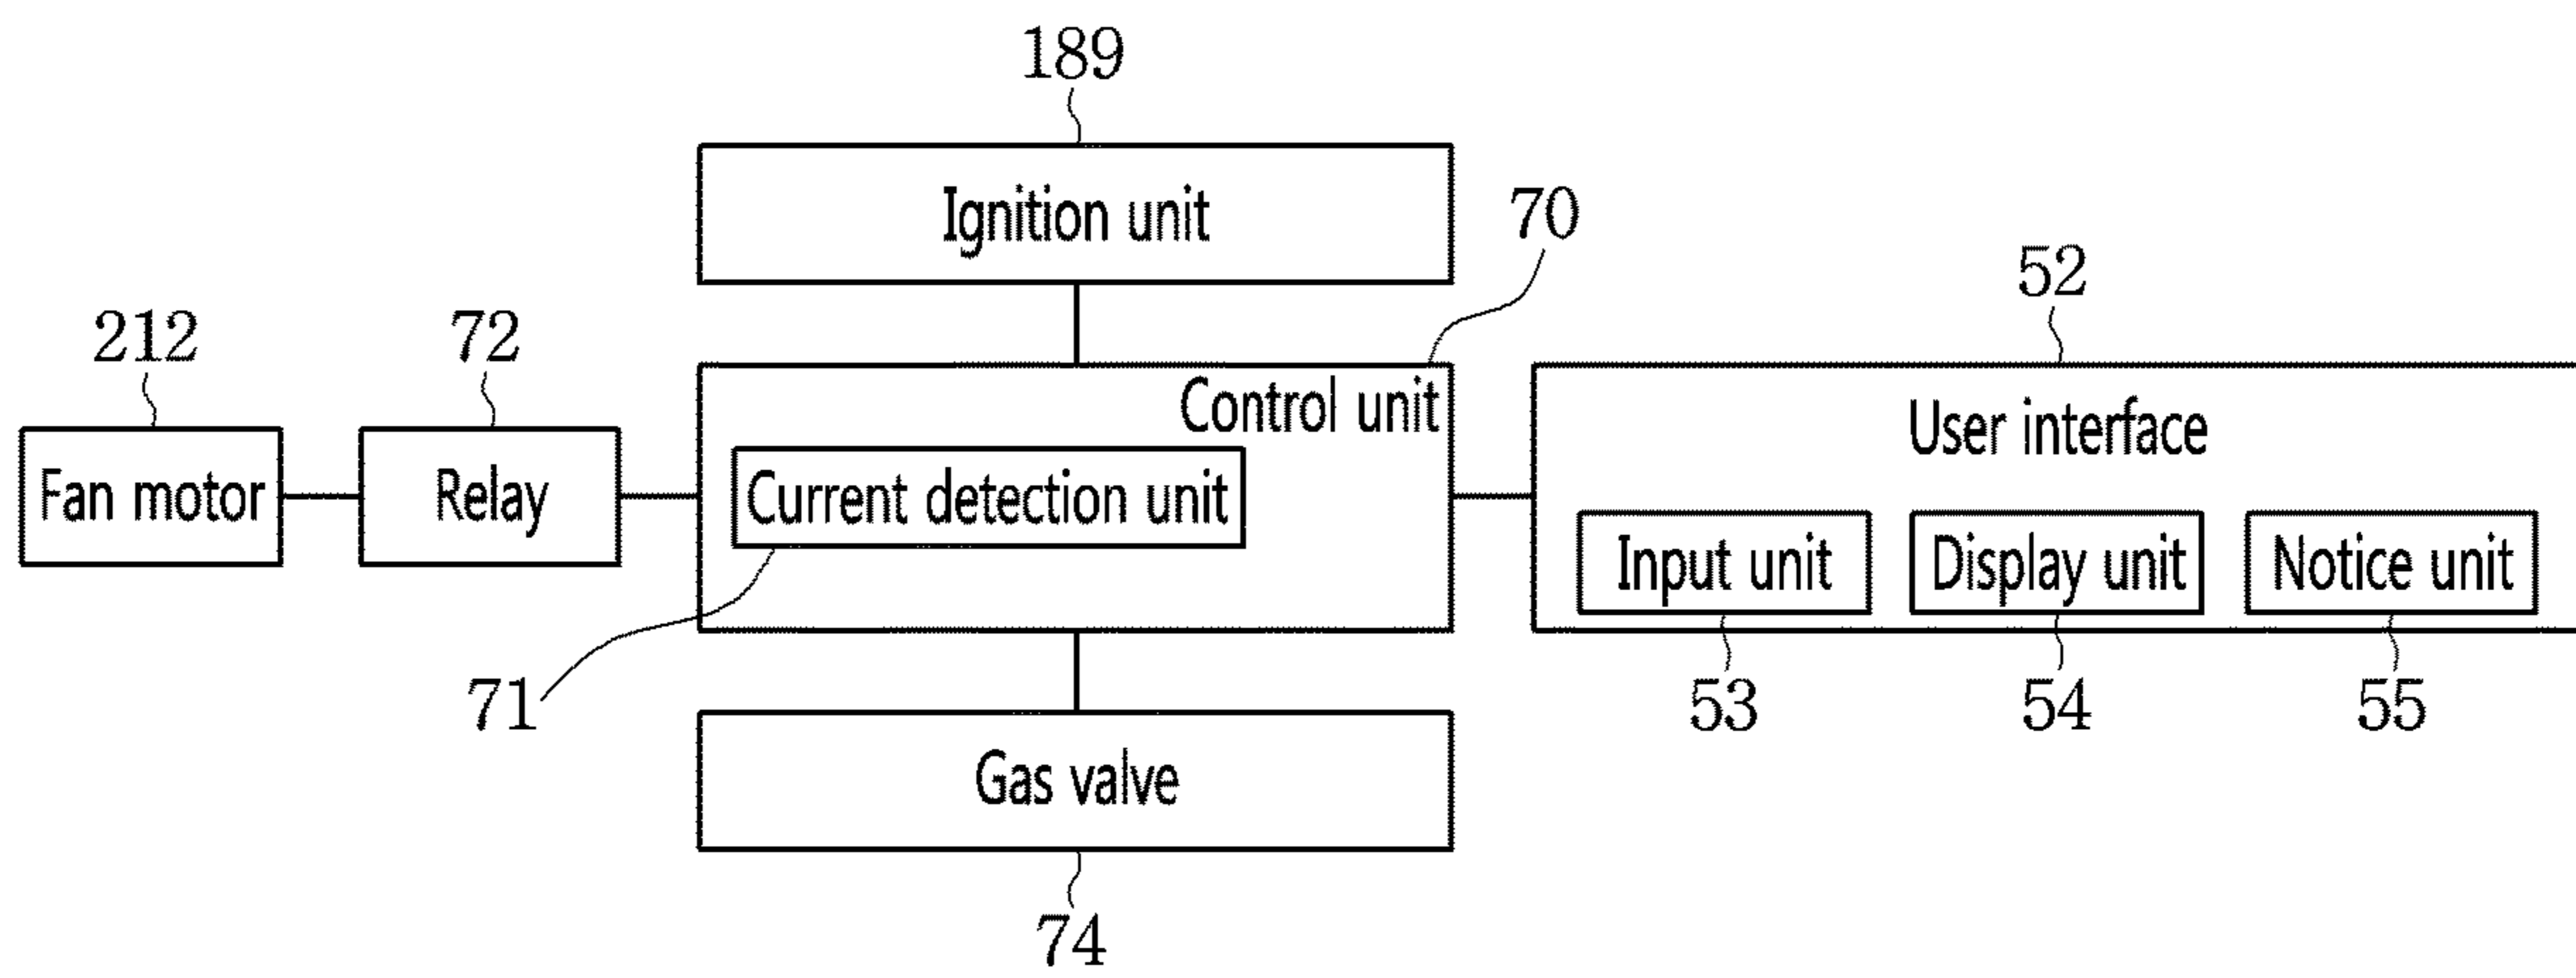 189
Ignition unit
70
52
212
72
Control unit
User interface
Fan motor
Relay
Current detection unit
Input unit
Display unit
Notice unit
71
53
54
55
Gas valve
74